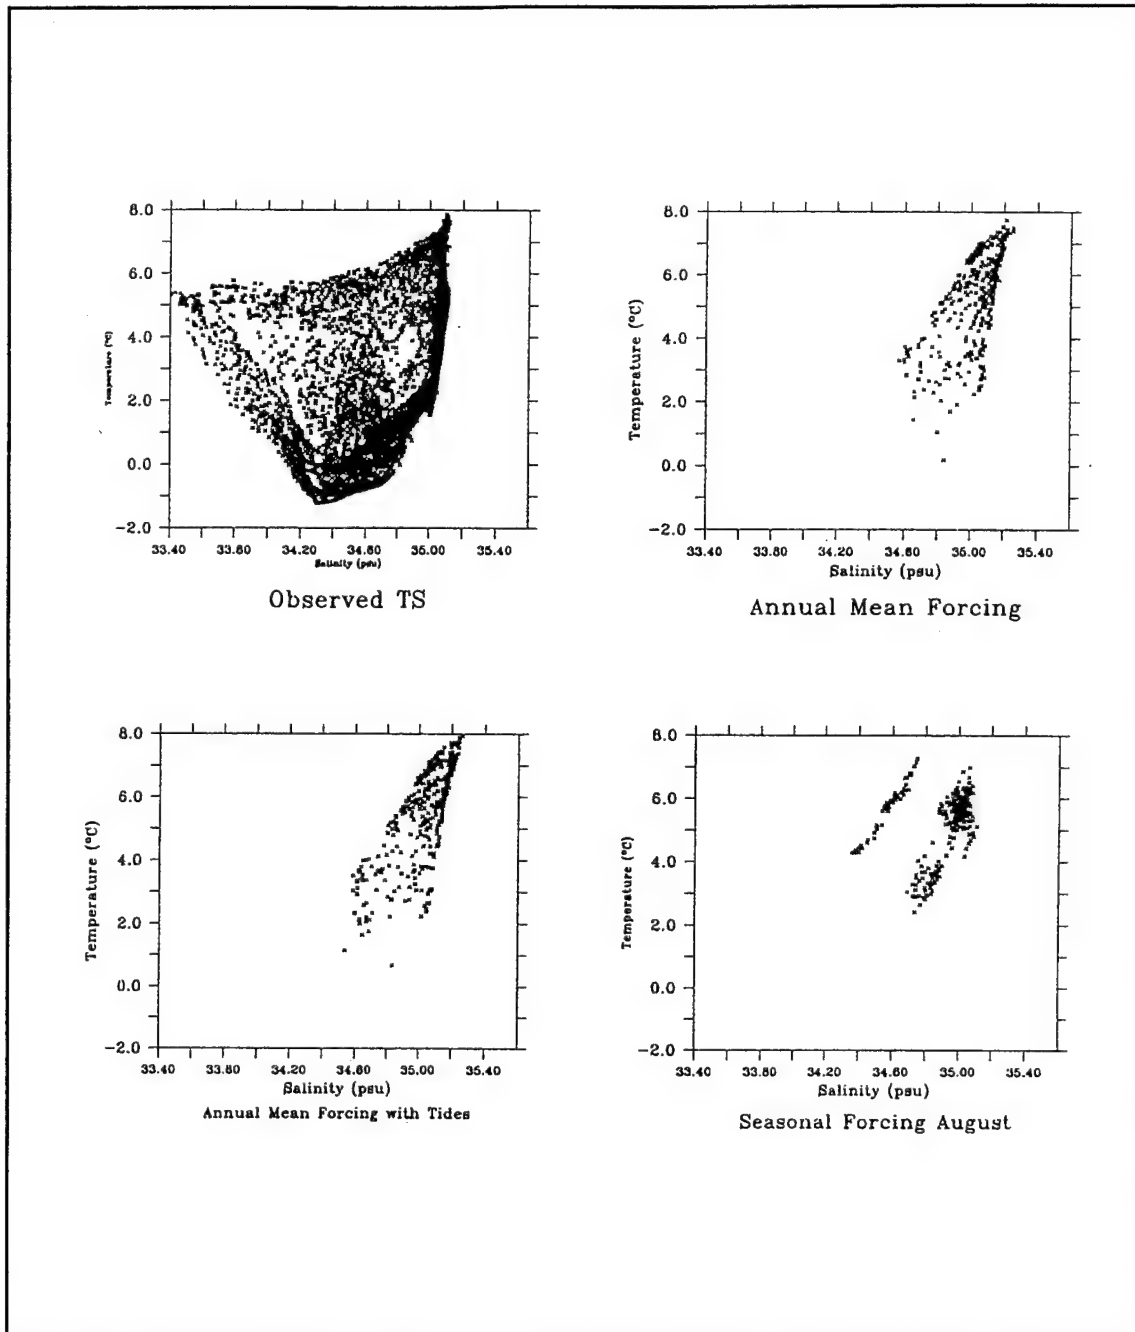 8.0
6.0
4.0
2.0
0.0
-2.0
Temperature (°C)
33.40 33.80 34.20 34.60 35.00 35.40
Salinity (psu)
Observed TS
8.0
6.0
4.0
2.0
0.0
-2.0
Temperature (°C)
33.40 33.80 34.20 34.60 35.00 35.40
Salinity (psu)
Annual Mean Forcing
8.0
6.0
4.0
2.0
0.0
-2.0
Temperature (°C)
33.40 33.80 34.20 34.60 35.00 35.40
Salinity (psu)
Annual Mean Forcing with Tides
8.0
6.0
4.0
2.0
0.0
-2.0
Temperature (°C)
33.40 33.80 34.20 34.60 35.00 35.40
Salinity (psu)
Seasonal Forcing August